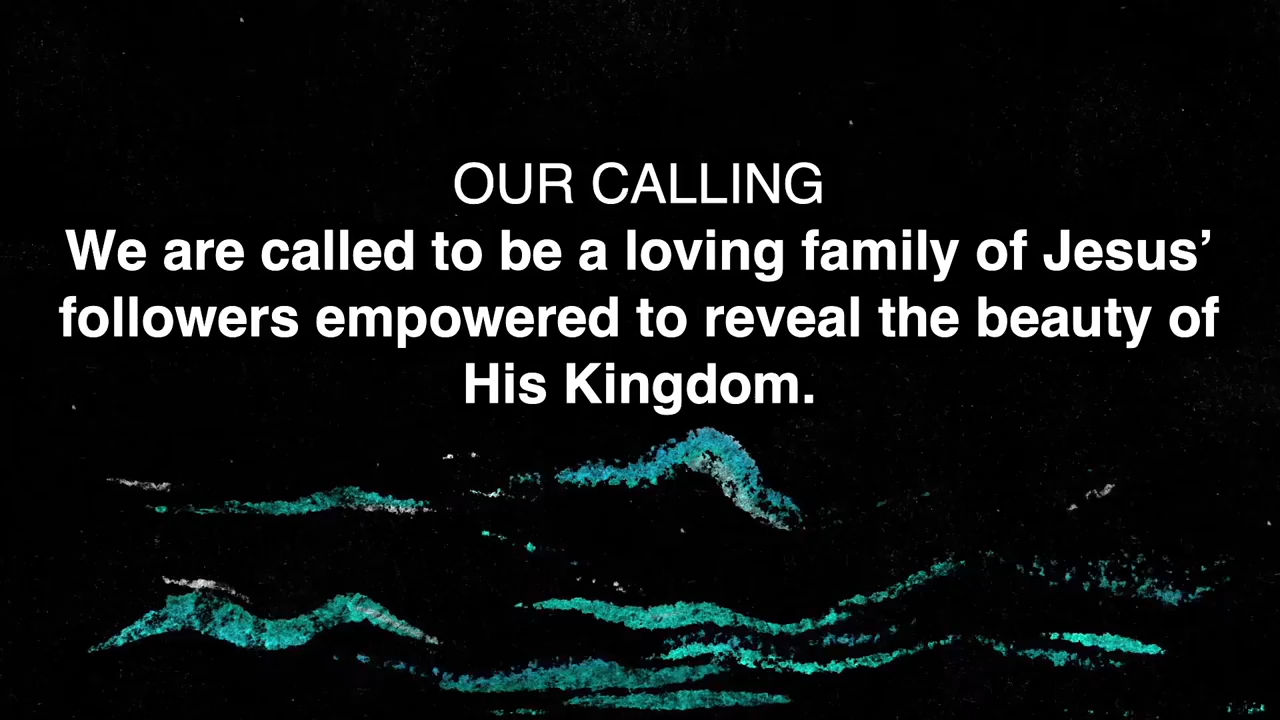 OUR CALLING
We are called to be a loving family of Jesus’
followers empowered to reveal the beauty of
His Kingdom.